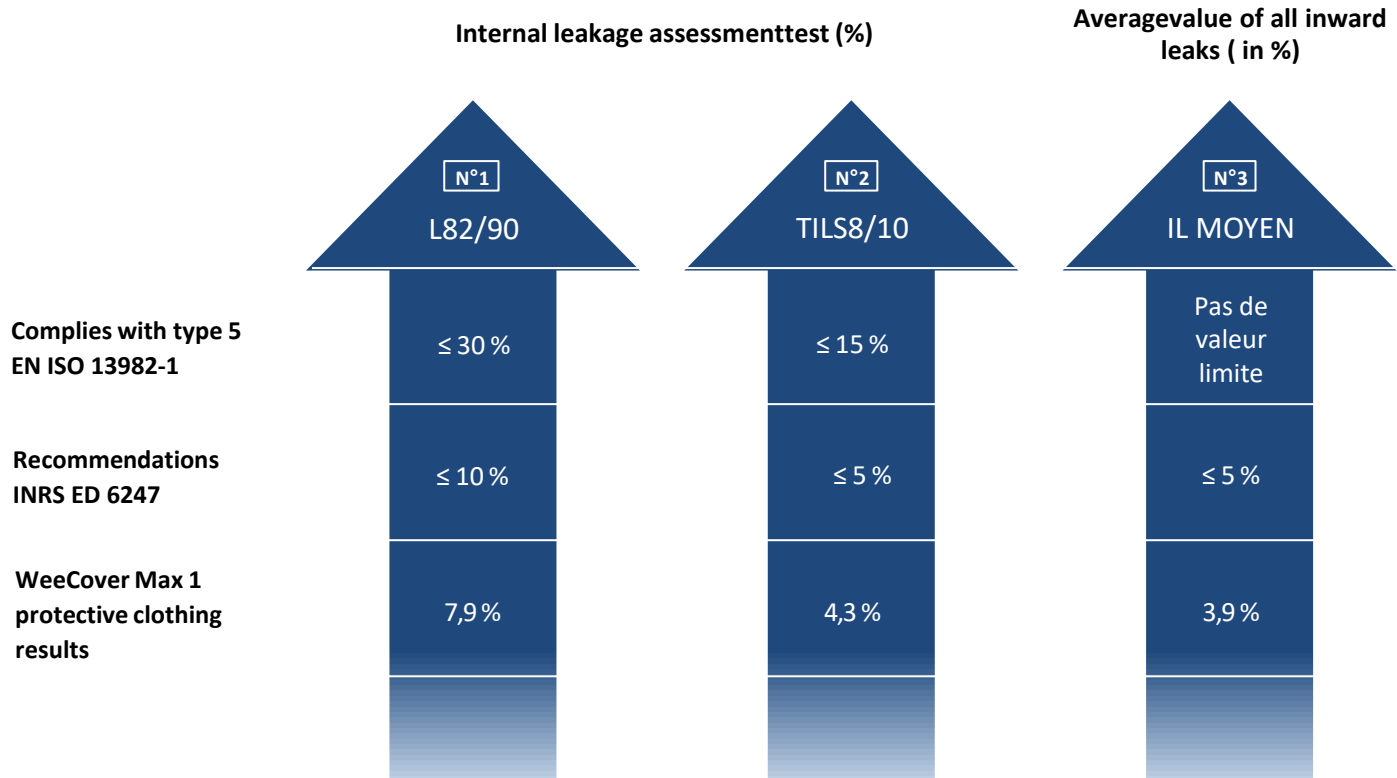 Internal leakage assessmenttest (%)
Averagevalue of all inward
leaks ( in %)
N°1
L82/90
N°2
TILS8/10
N°3
IL MOYEN
Complies with type 5
EN ISO 13982-1
≤ 30 %
≤ 15 %
Pas de
valeur
limite
Recommendations
INRS ED 6247
≤ 10 %
≤ 5 %
≤ 5 %
WeeCover Max 1
protective clothing
results
7,9 %
4,3 %
3,9 %